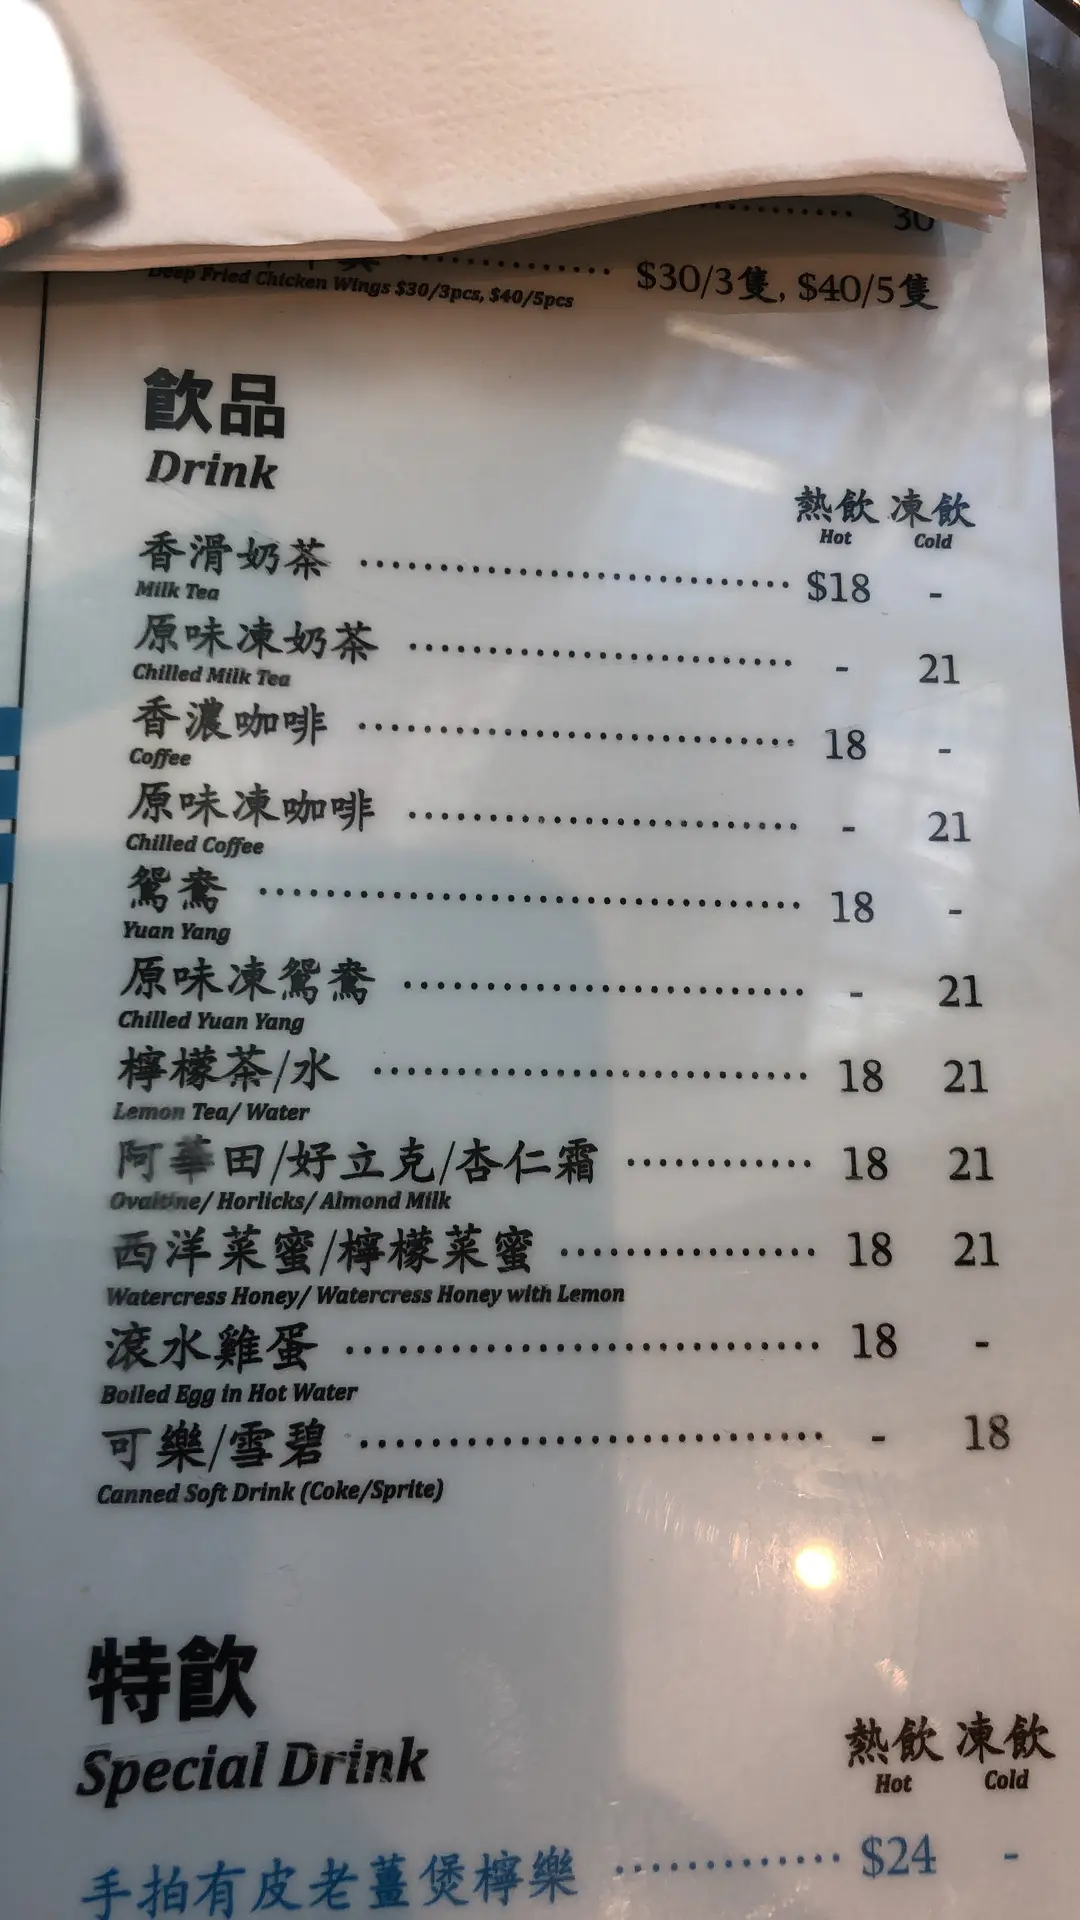 30
$30/3隻, $40/5隻
Deep Fried Chicken Wings $30/3pcs, $40/5pcs
飲品
Drink
熱飲 凍飲
Hot Cold
香滑奶茶 $18 -
Milk Tea
原味凍奶茶 - 21
Chilled Milk Tea
香濃咖啡 18 -
Coffee
原味凍咖啡 - 21
Chilled Coffee
鴛鴦 18 -
Yuan Yang
原味凍鴛鴦 - 21
Chilled Yuan Yang
檸檬茶/水 18 21
Lemon Tea/ Water
阿華田/好立克/杏仁霜 18 21
Ovaltine/ Horlicks/ Almond Milk
西洋菜蜜/檸檬菜蜜 18 21
Watercress Honey/ Watercress Honey with Lemon
滾水雞蛋 18 -
Boiled Egg in Hot Water
可樂/雪碧 - 18
Canned Soft Drink (Coke/Sprite)
特飲
Special Drink
熱飲 凍飲
Hot Cold
手拍有皮老薑煲檸樂 $24 -